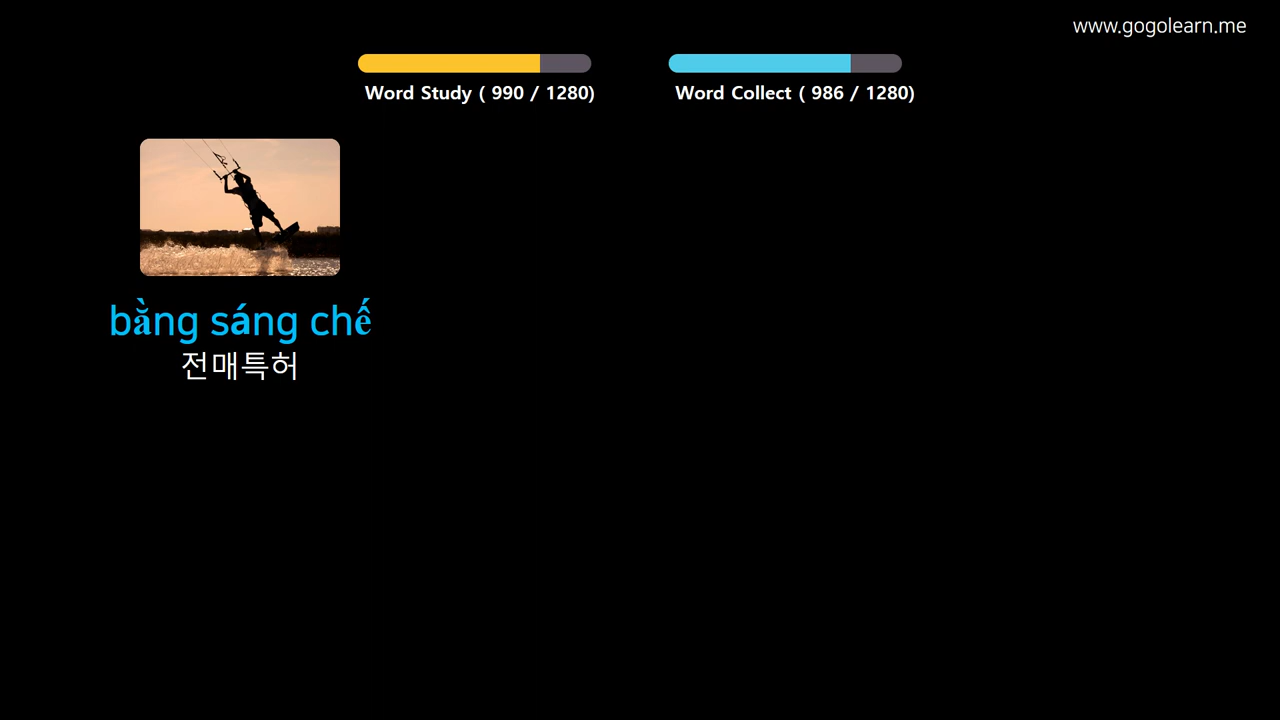 www.gogolearn.me
Word Study ( 990 / 1280)
Word Collect ( 986 / 1280)
bằng sáng chế
전매특허